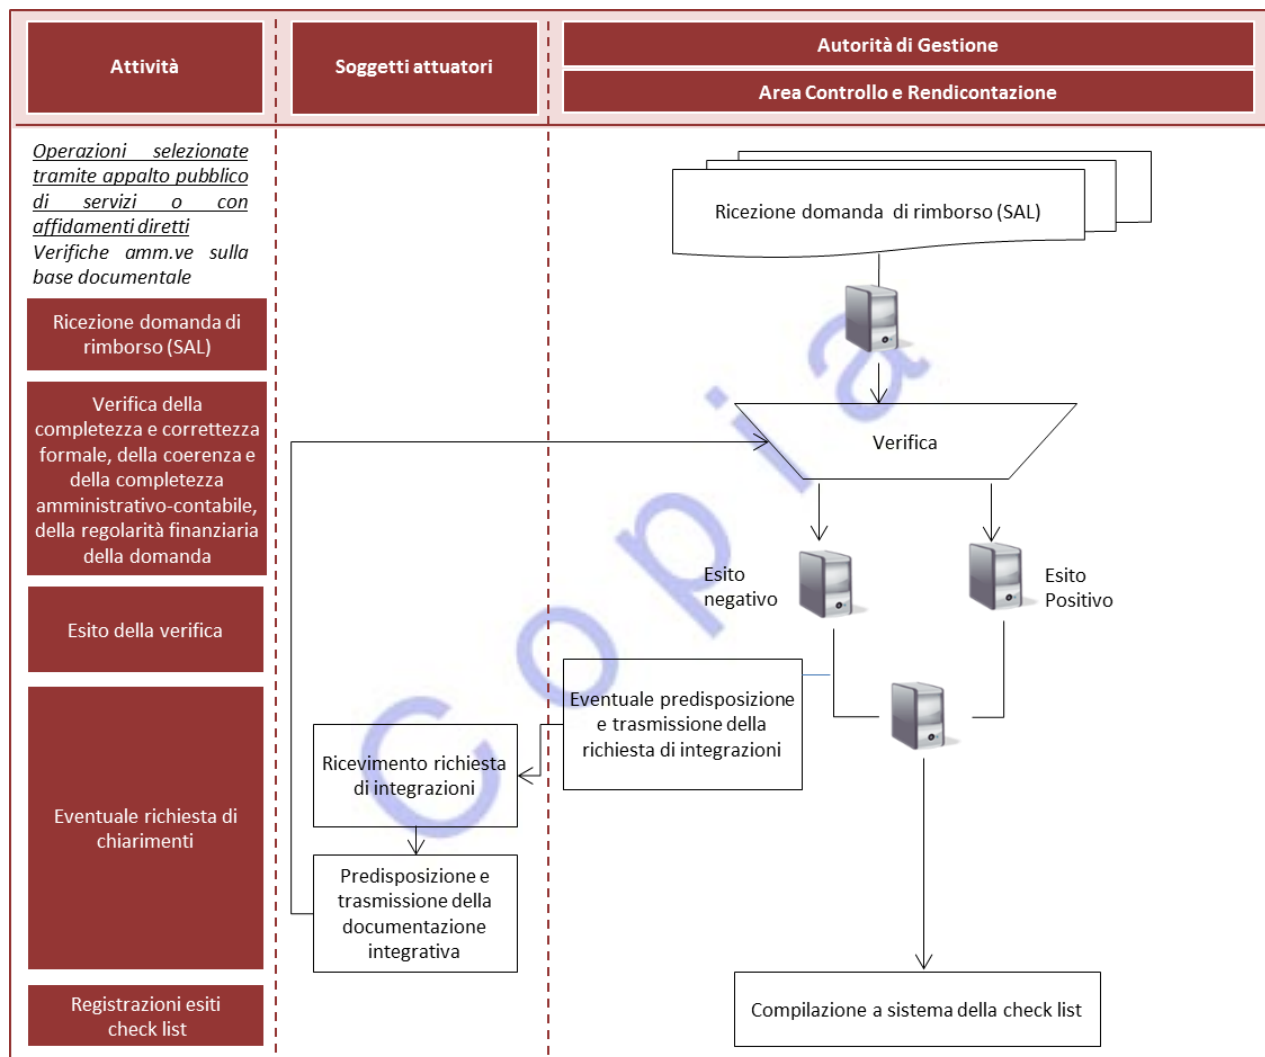 Attività
Soggetti attuatori
Autorità di Gestione
Area Controllo e Rendicontazione
Operazioni selezionate
tramite appalto pubblico
di servizi o con
affidamenti diretti
Verifiche amm.ve sulla
base documentale
Ricezione domanda di rimborso (SAL)
Ricezione domanda di
rimborso (SAL)
Verifica della
completezza e correttezza
formale, della coerenza e
della completezza
amministrativo-contabile,
della regolarità finanziaria
della domanda
Verifica
Esito
negativo
Esito
Positivo
Esito della verifica
Eventuale predisposizione
e trasmissione della
richiesta di integrazioni
Ricevimento richiesta
di integrazioni
Eventuale richiesta di
chiarimenti
Predisposizione e
trasmissione della
documentazione
integrativa
Registrazioni esiti
check list
Compilazione a sistema della check list
Copia